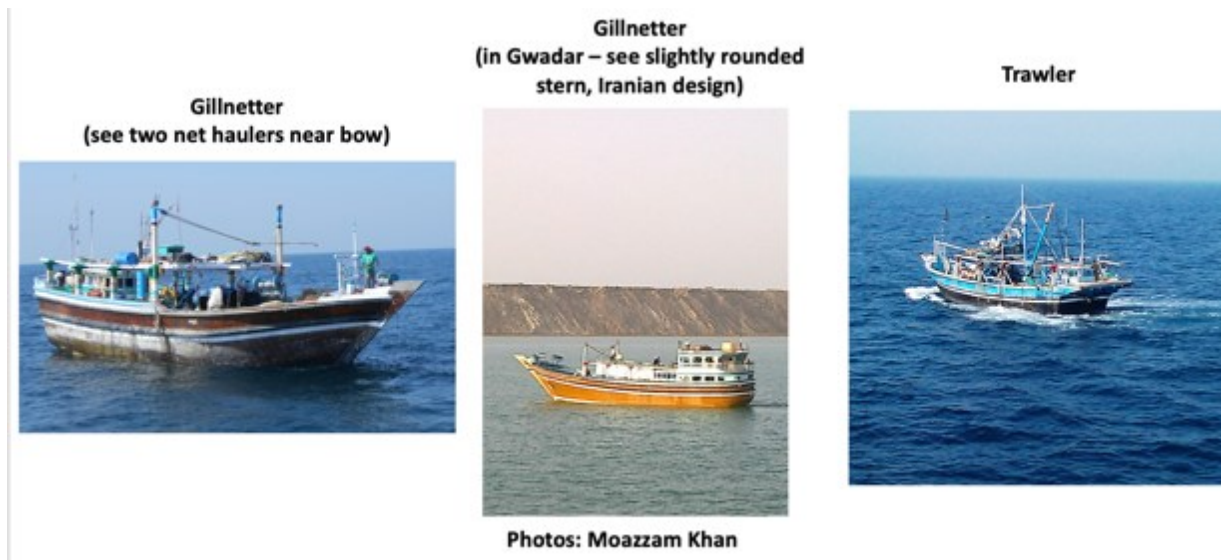 Gillnetter
(see two net haulers near bow)
Gillnetter
(in Gwadar – see slightly rounded
stern, Iranian design)
Trawler
Photos: Moazzam Khan